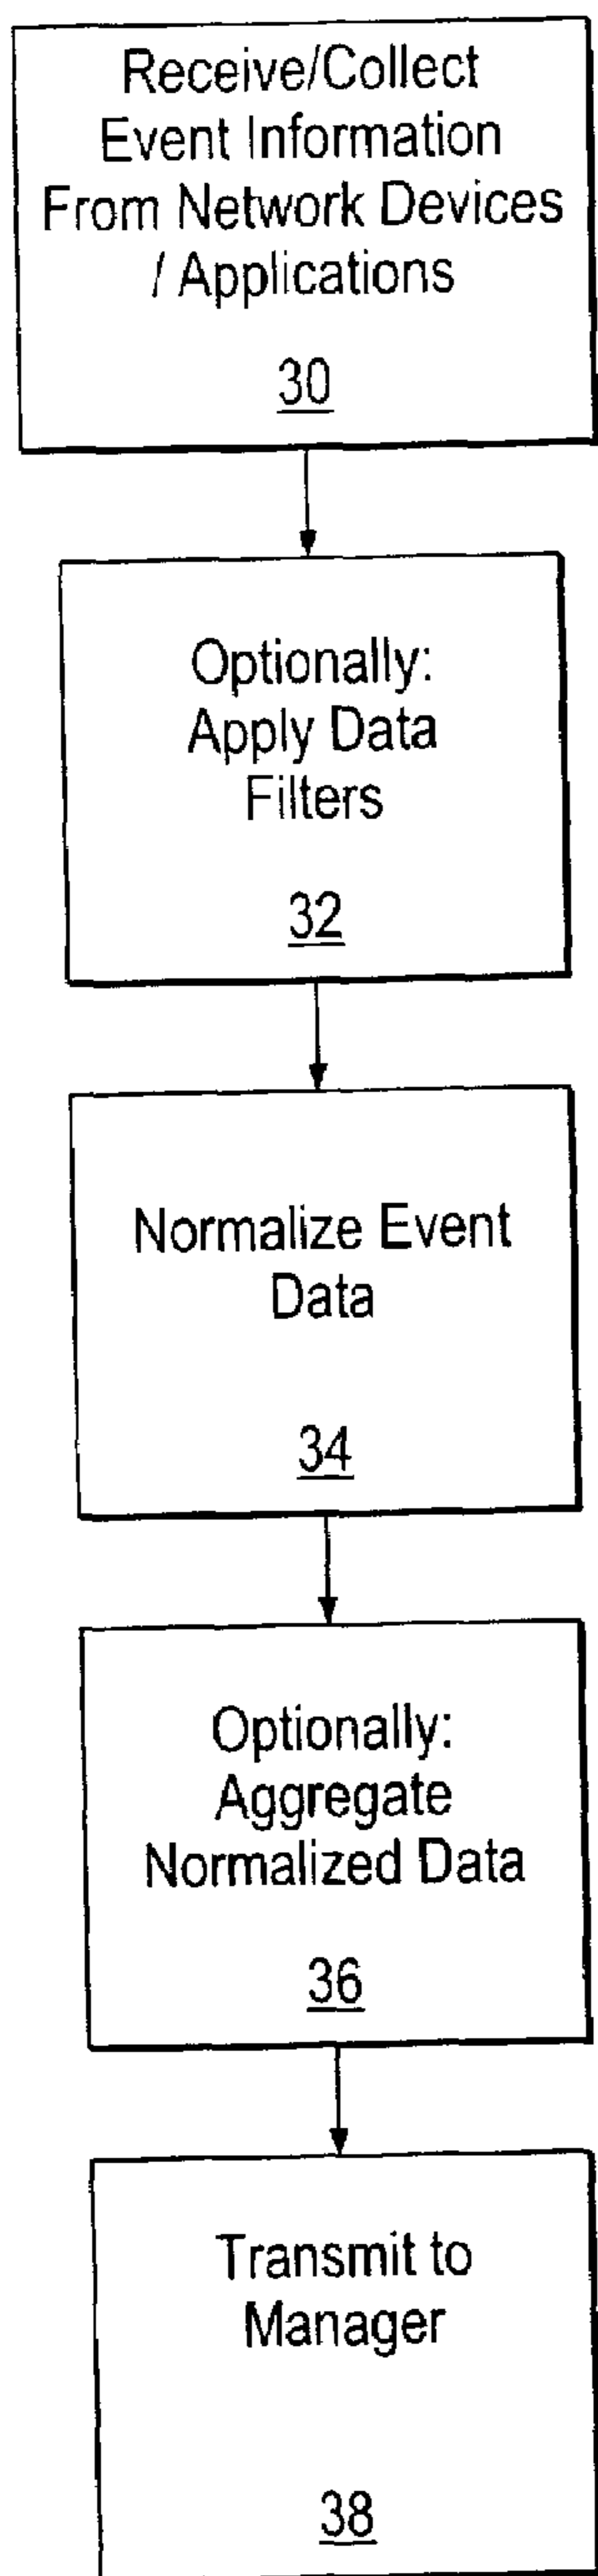 Receive/Collect
Event Information
From Network Devices
/ Applications
30
Optionally:
Apply Data
Filters
32
Normalize Event
Data
34
Optionally:
Aggregate
Normalized Data
36
Transmit to
Manager
38